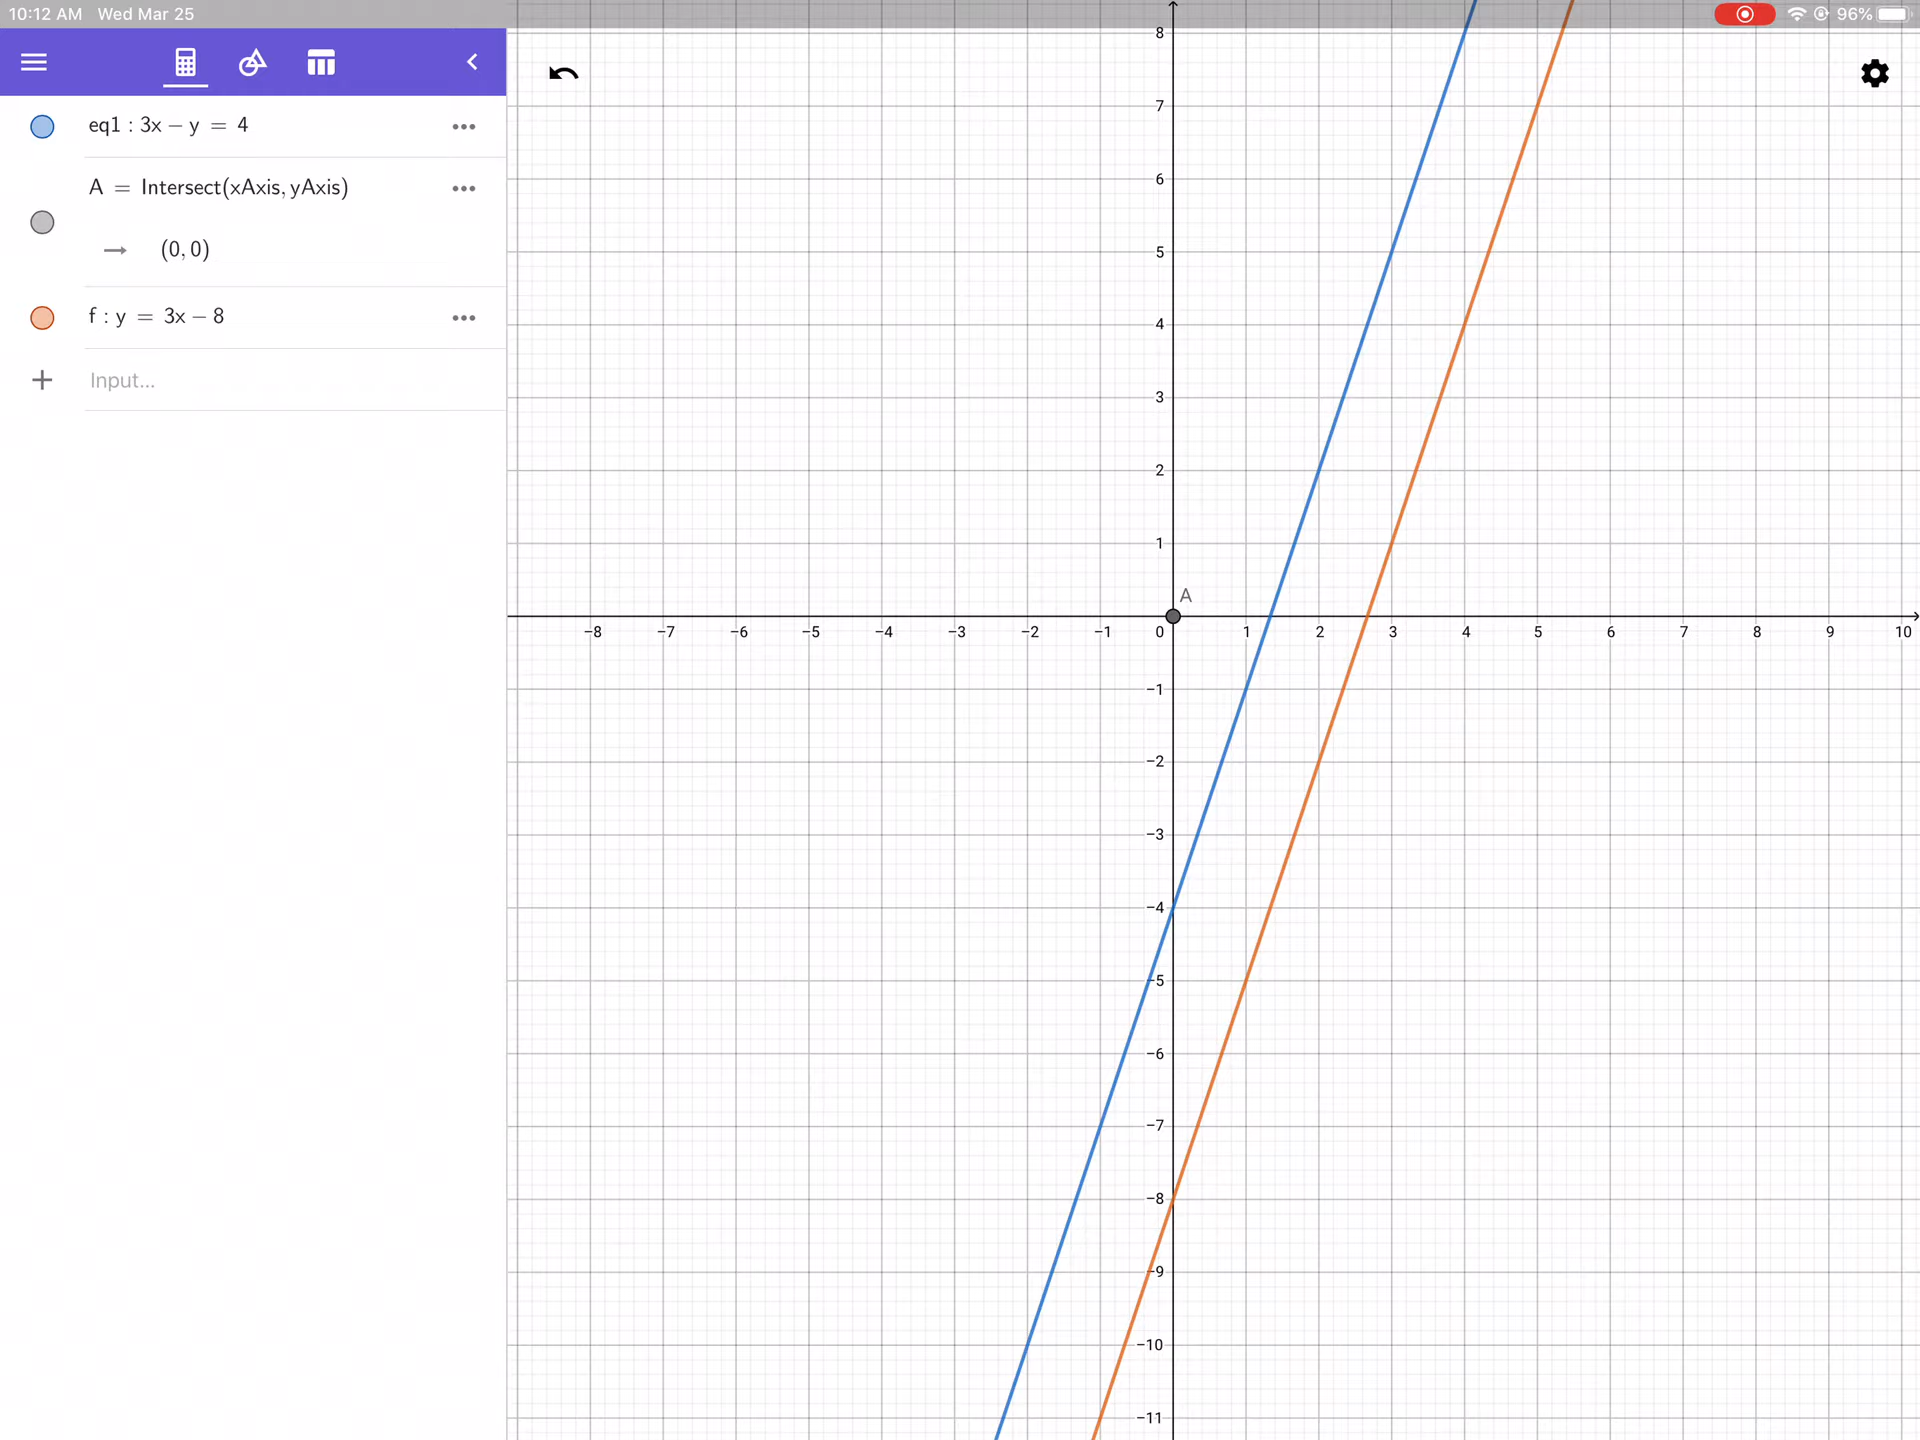 10:12 AM Wed Mar 25
96%
eq1 : 3x − y = 4
A = Intersect(xAxis, yAxis)
→ (0, 0)
f : y = 3x − 8
+ Input...
8
7
6
5
4
3
2
1
A
−8 −7 −6 −5 −4 −3 −2 −1 0 1 2 3 4 5 6 7 8 9 10
−1
−2
−3
−4
−5
−6
−7
−8
−9
−10
−11